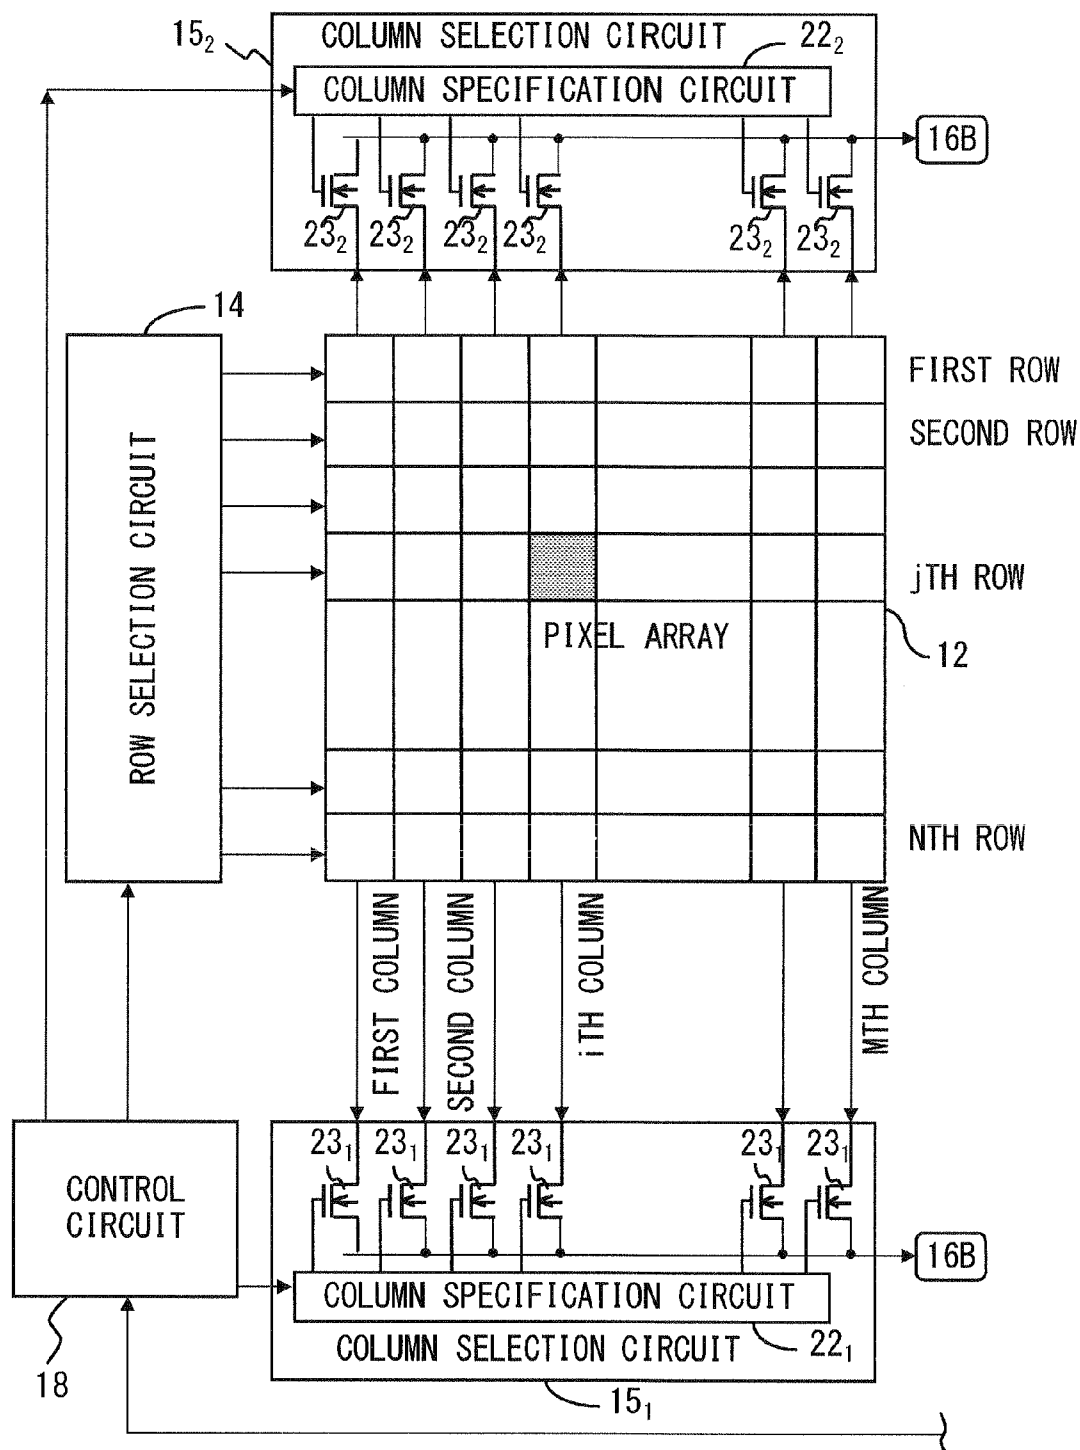 15₂
COLUMN SELECTION CIRCUIT
22₂
COLUMN SPECIFICATION CIRCUIT
16B
23₂ 23₂ 23₂ 23₂ 23₂ 23₂
14
ROW SELECTION CIRCUIT
FIRST ROW
SECOND ROW
jTH ROW
PIXEL ARRAY
12
NTH ROW
FIRST COLUMN
SECOND COLUMN
iTH COLUMN
MTH COLUMN
CONTROL
CIRCUIT
18
23₁ 23₁ 23₁ 23₁ 23₁ 23₁
16B
COLUMN SPECIFICATION CIRCUIT
COLUMN SELECTION CIRCUIT
22₁
15₁